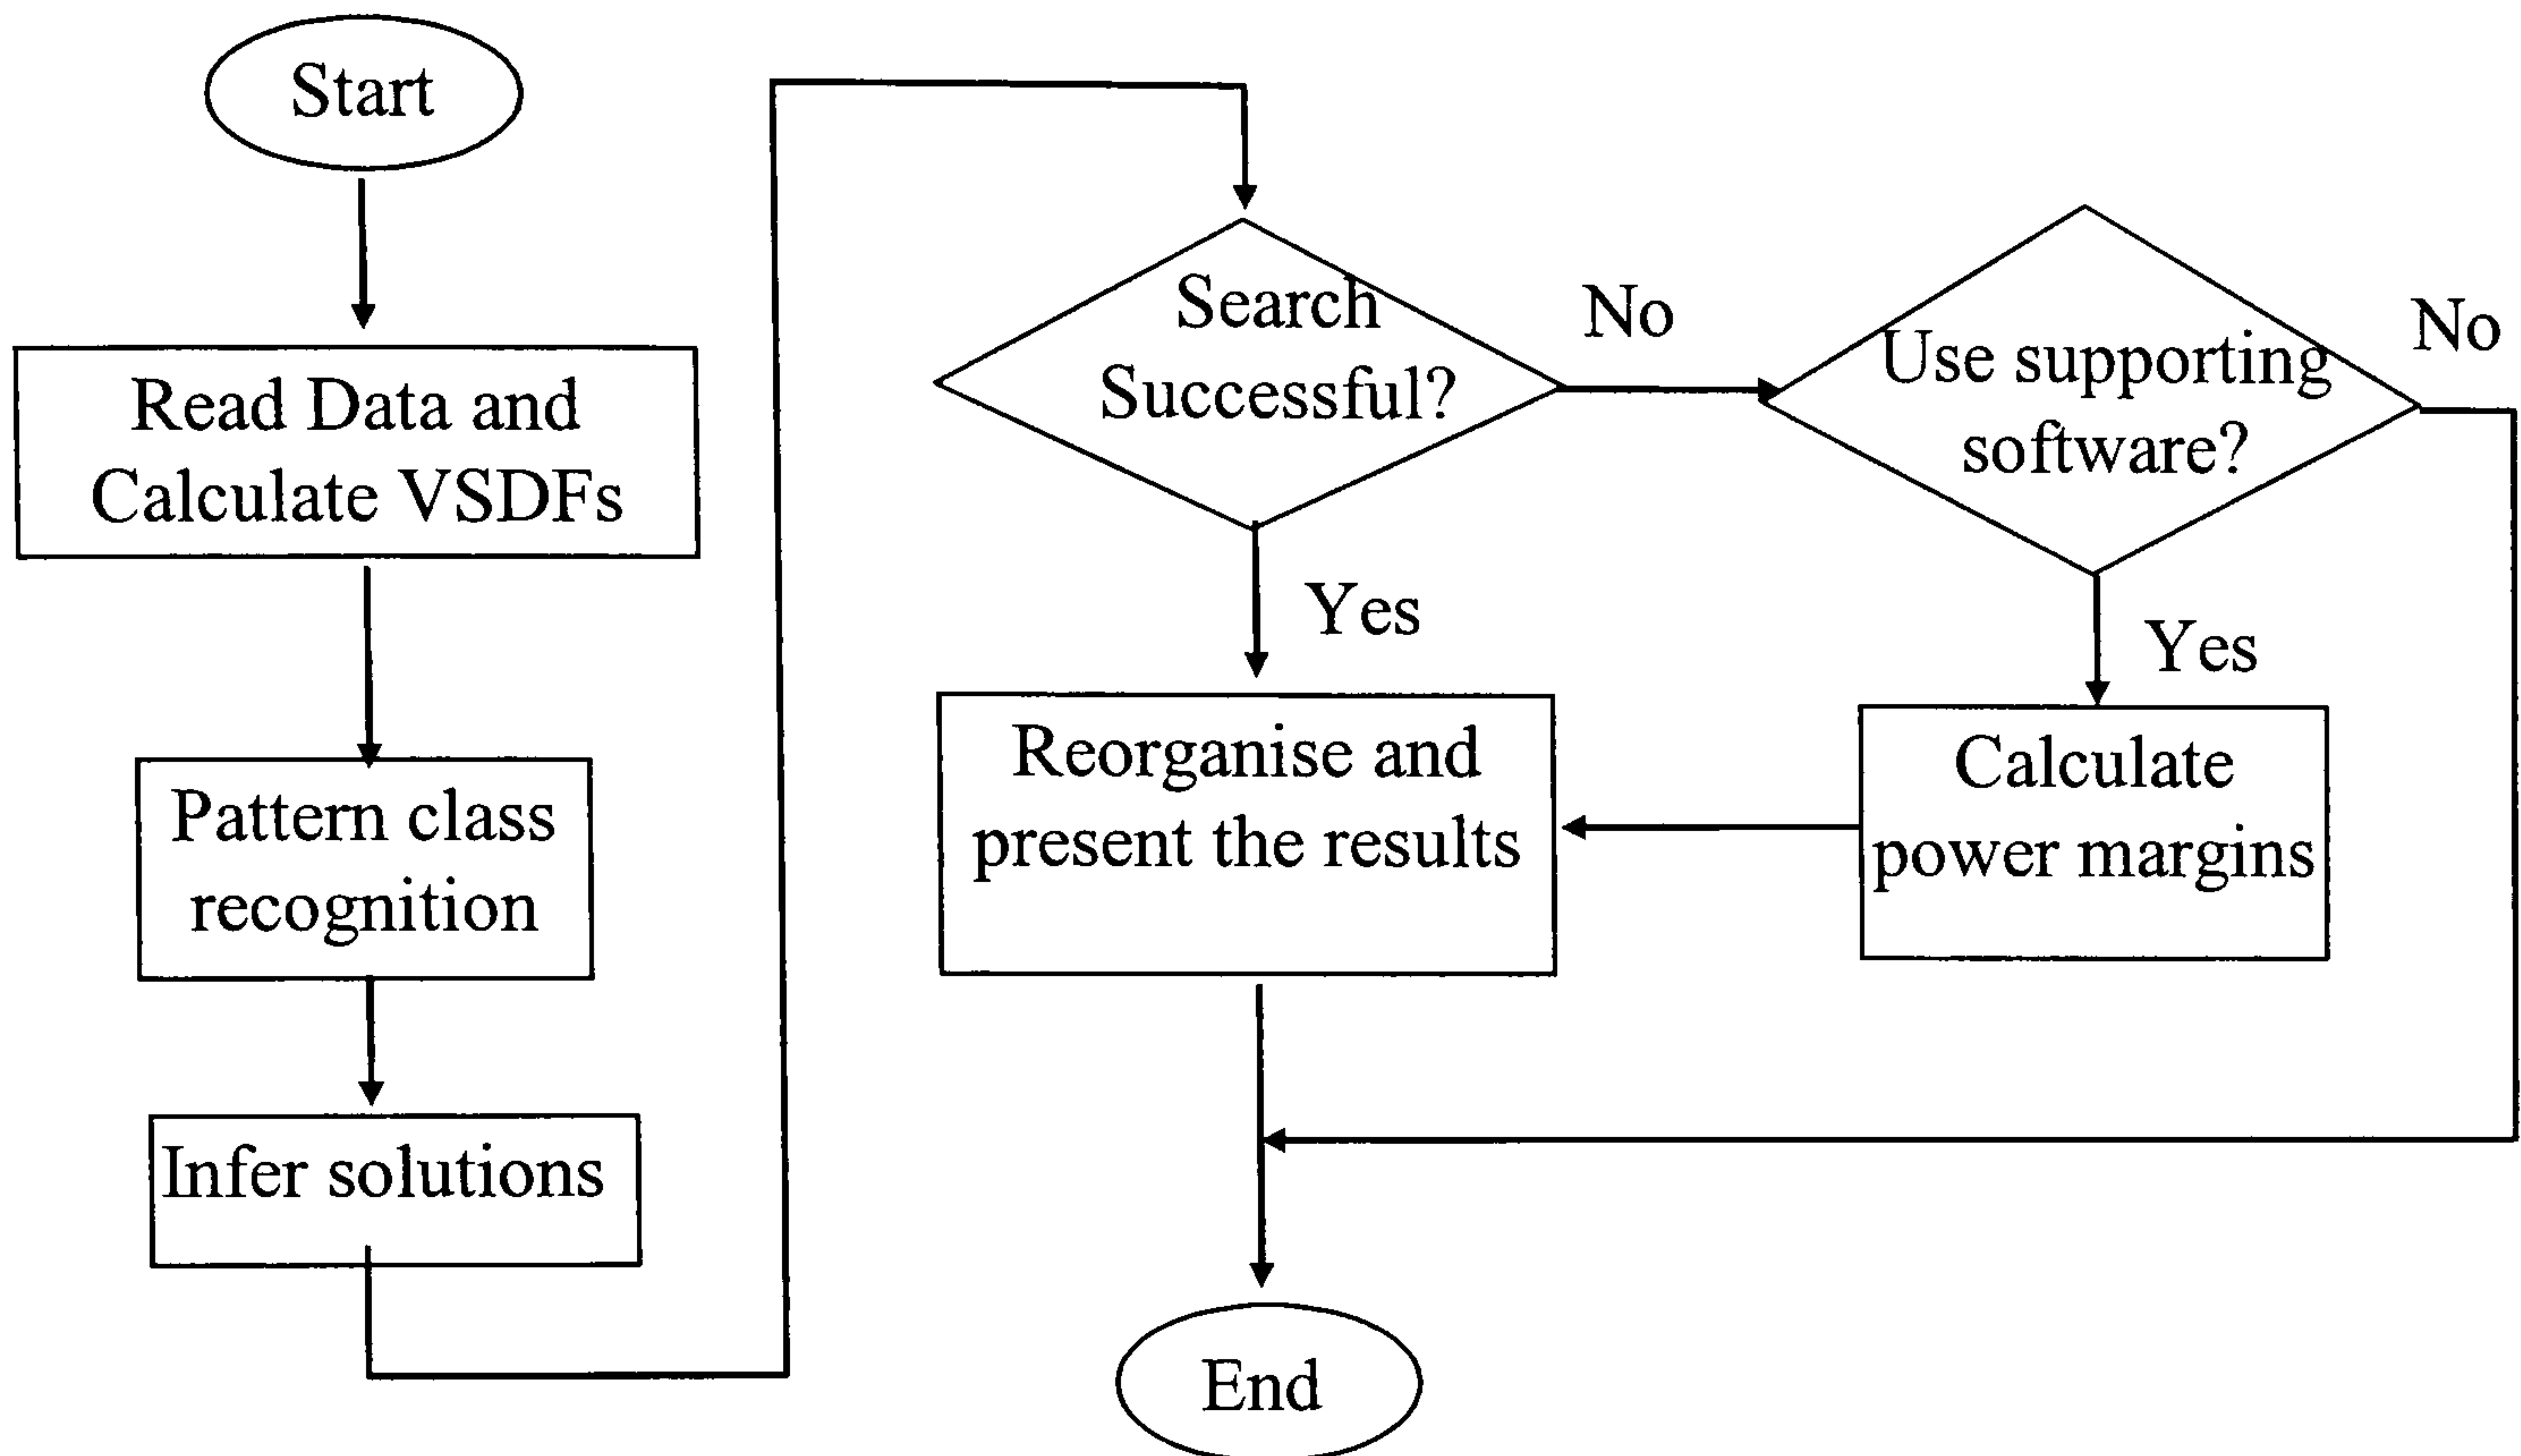 Start
Read Data and
Calculate VSDFs
Pattern class
recognition
Infer solutions
Search
Successful?
No
Use supporting
software?
No
Yes
Yes
Reorganise and
present the results
Calculate
power margins
End